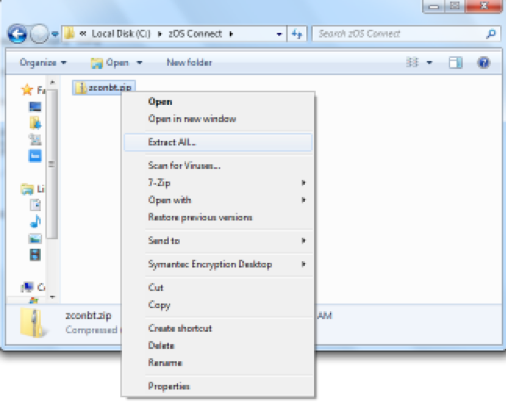 « Local Disk (C:) ▸ zOS Connect ▸
Search zOS Connect
Organize
Open
New folder
Fa
zconbt.zip
Open
Open in new window
Extract All...
Scan for Viruses...
7-Zip
Open with
Restore previous versions
Li
Send to
Symantec Encryption Desktop
Cut
Copy
Create shortcut
Delete
Rename
Properties
zconbt.zip
AM
Compressed